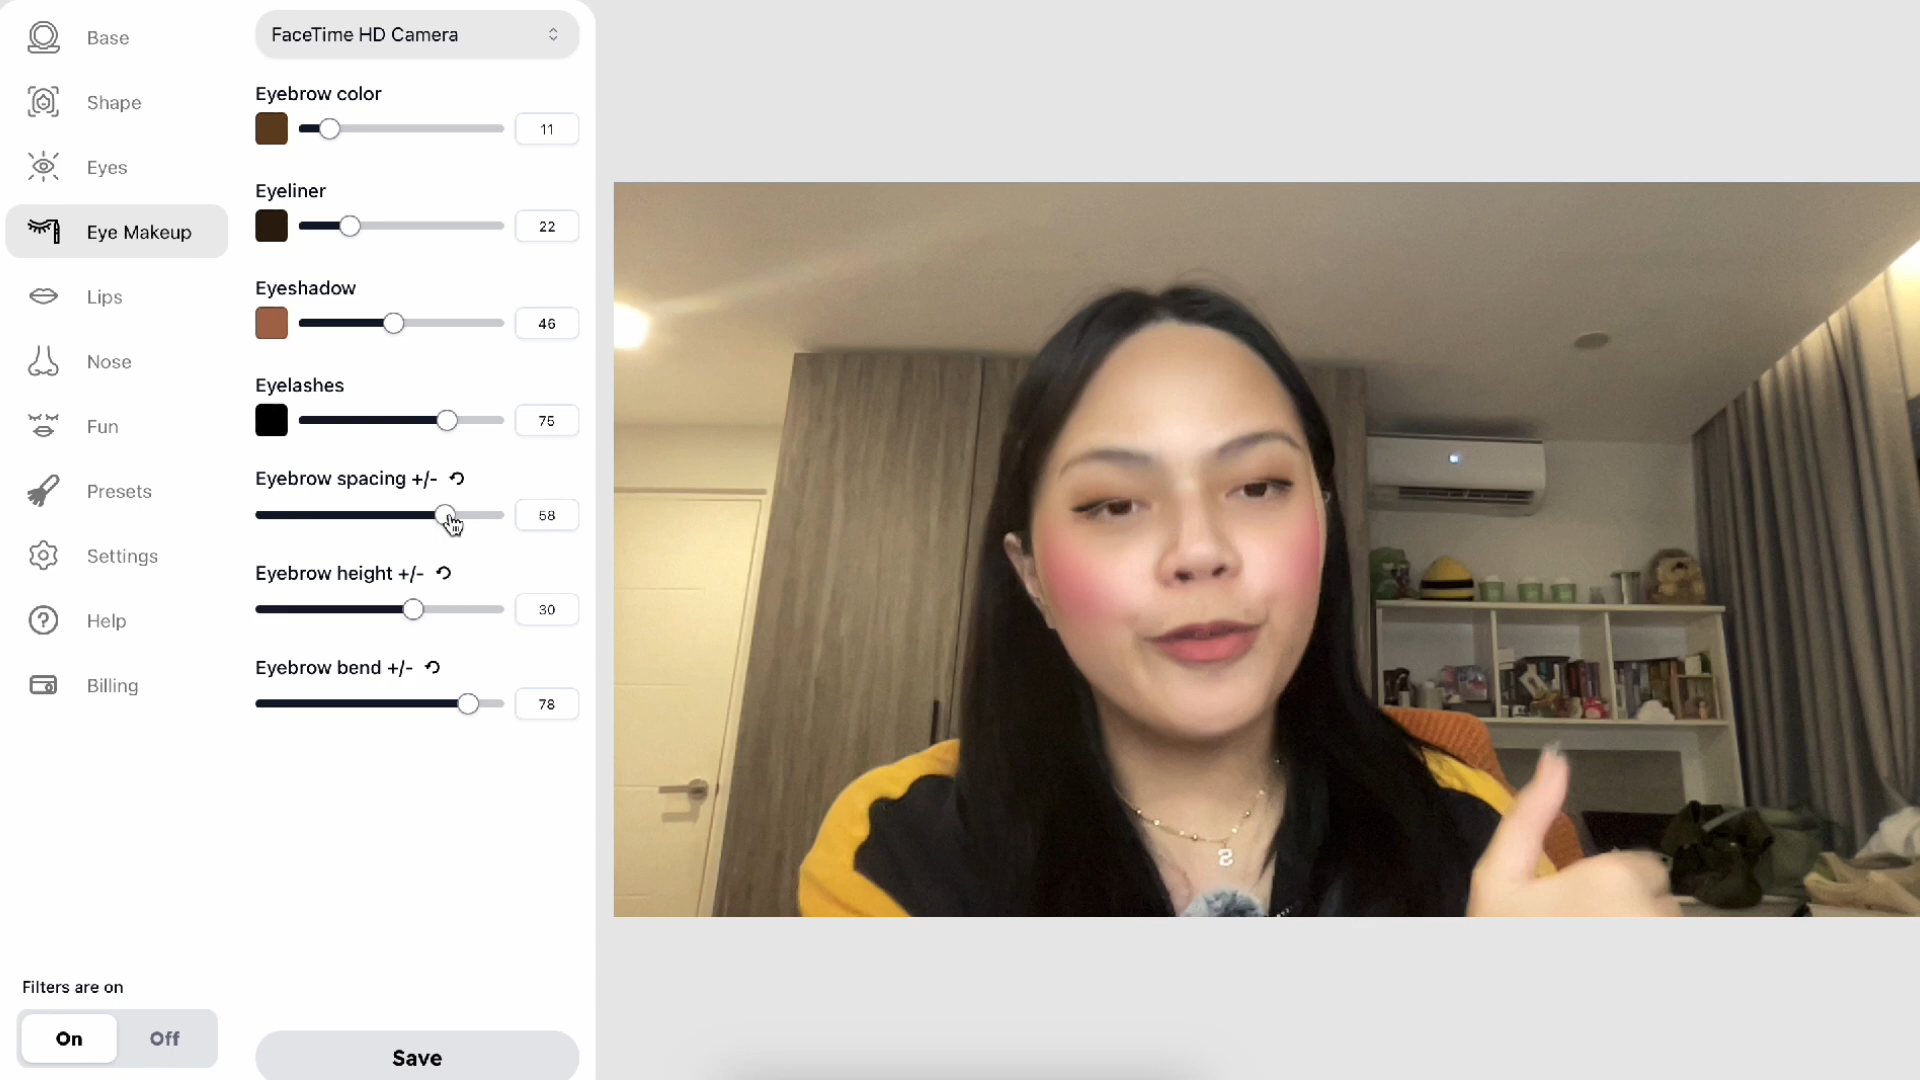 Base
Shape
Eyes
Eye Makeup
Lips
Nose
Fun
Presets
Settings
Help
Billing
Filters are on
On
Off
FaceTime HD Camera
Eyebrow color
11
Eyeliner
22
Eyeshadow
46
Eyelashes
75
Eyebrow spacing +/-
58
Eyebrow height +/-
30
Eyebrow bend +/-
78
Save
S